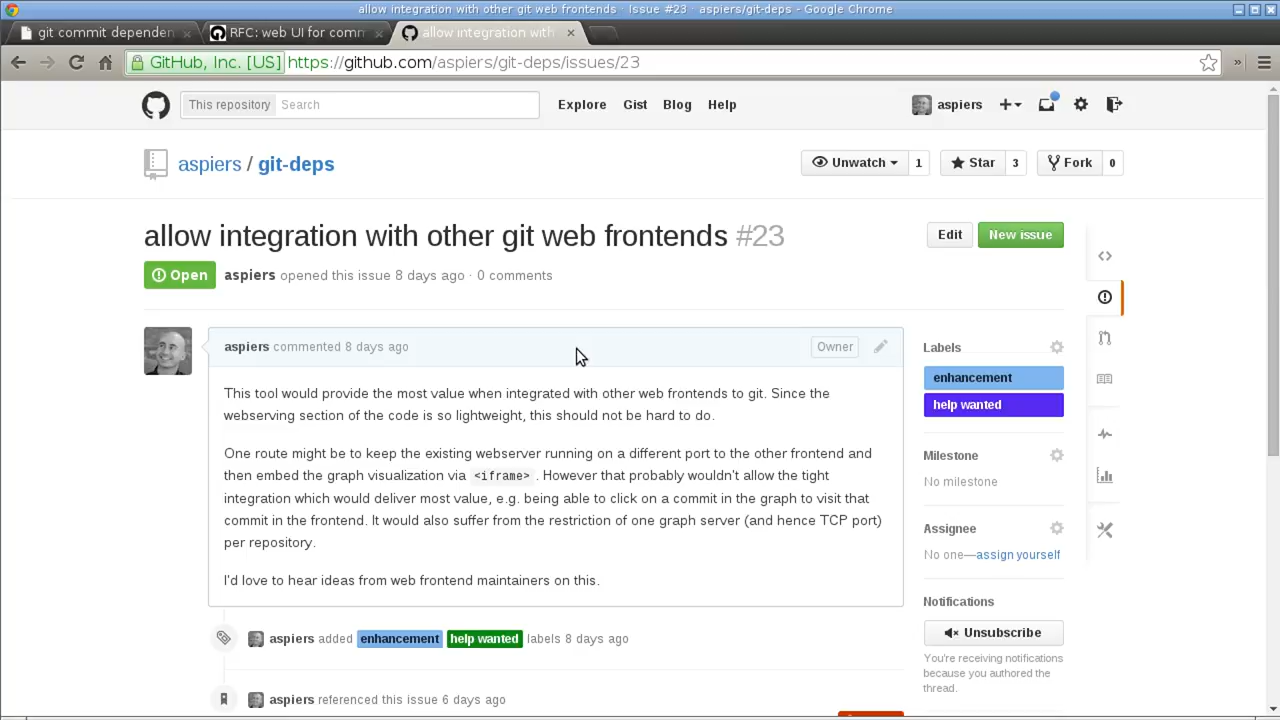 allow integration with other git web frontends · Issue #23 · aspiers/git-deps - Google Chrome
git commit dependen
RFC: web UI for comm
allow integration with
GitHub, Inc. [US] https://github.com/aspiers/git-deps/issues/23
This repository Search Explore Gist Blog Help aspiers
aspiers / git-deps
Unwatch 1 Star 3 Fork 0
allow integration with other git web frontends #23
Edit New issue
Open aspiers opened this issue 8 days ago · 0 comments
aspiers commented 8 days ago Owner
This tool would provide the most value when integrated with other web frontends to git. Since the
webserving section of the code is so lightweight, this should not be hard to do.
One route might be to keep the existing webserver running on a different port to the other frontend and
then embed the graph visualization via <iframe> . However that probably wouldn't allow the tight
integration which would deliver most value, e.g. being able to click on a commit in the graph to visit that
commit in the frontend. It would also suffer from the restriction of one graph server (and hence TCP port)
per repository.
I'd love to hear ideas from web frontend maintainers on this.
aspiers added enhancement help wanted labels 8 days ago
aspiers referenced this issue 6 days ago
Labels
enhancement
help wanted
Milestone
No milestone
Assignee
No one—assign yourself
Notifications
Unsubscribe
You're receiving notifications
because you authored the
thread.